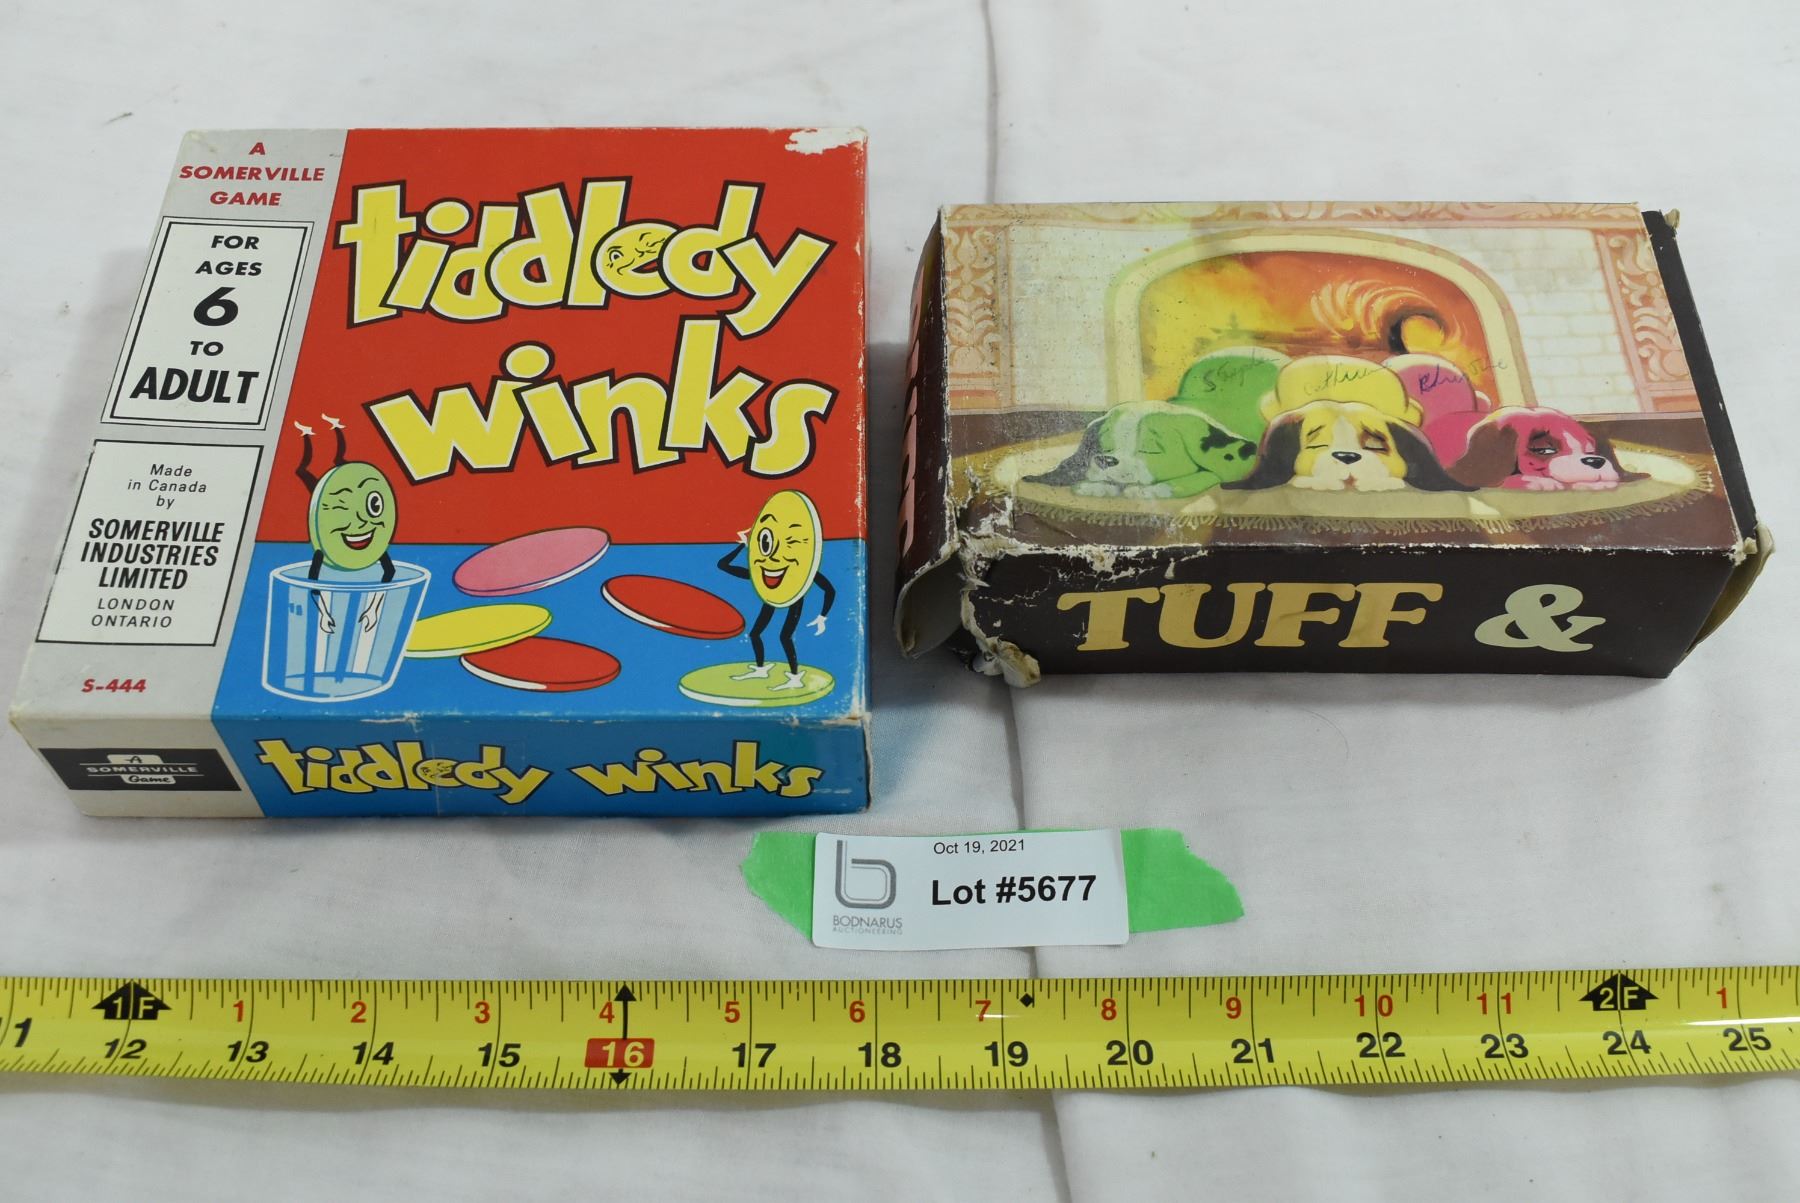 A
SOMERVILLE
GAME
FOR
AGES
6
TO
ADULT
Made
in Canada
by
SOMERVILLE
INDUSTRIES
LIMITED
LONDON
ONTARIO
S-444
tiddledy
winks
A
SOMERVILLE
Game
tiddledy winks
Christine
TUFF &
Oct 19, 2021
Lot #5677
BODNARUS
AUCTIONEERING
1F 1 2 3 4 5 6 7 8 9 10 11 2F 1
1 12 13 14 15 16 17 18 19 20 21 22 23 24 25